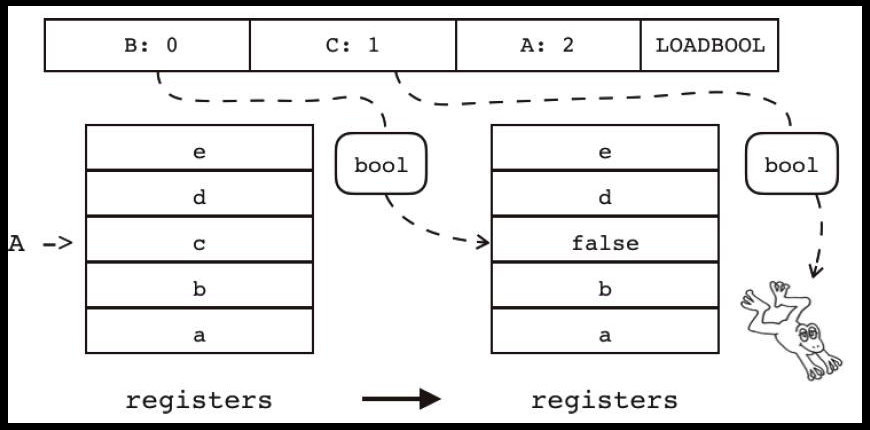 B: 0 C: 1 A: 2 LOADBOOL
e
d
A -> c
b
a
bool
e
d
false
b
a
bool
registers registers